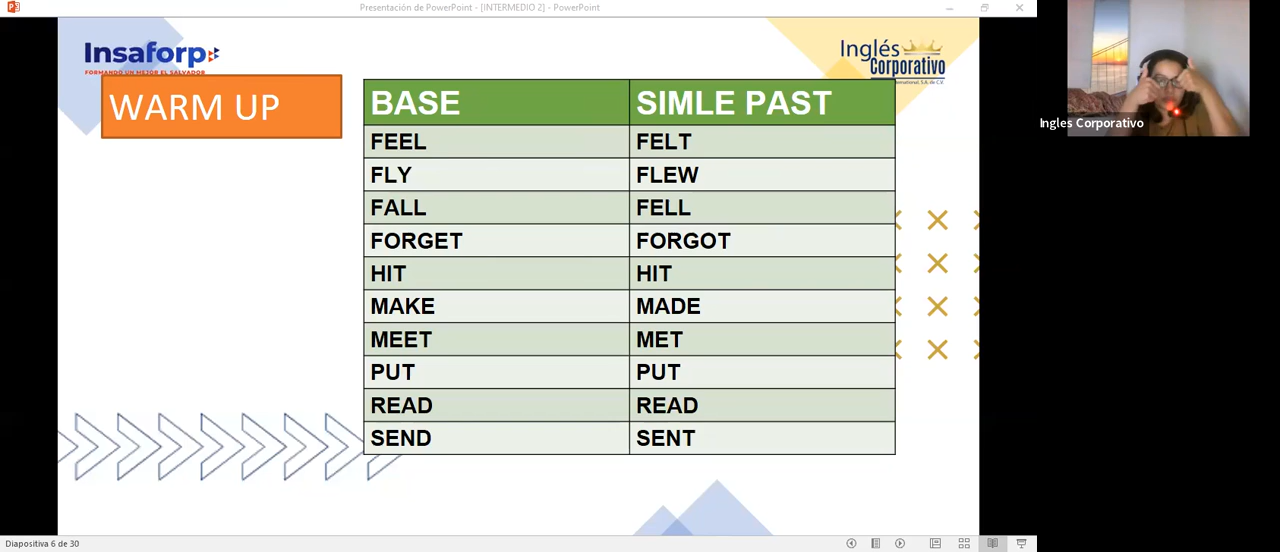 Presentación de PowerPoint - [INTERMEDIO 2] - PowerPoint
Insaforp
FORMANDO UN MEJOR EL SALVADOR
Inglés
Corporativo
WARM UP
BASE SIMLE PAST
FEEL FELT
FLY FLEW
FALL FELL
FORGET FORGOT
HIT HIT
MAKE MADE
MEET MET
PUT PUT
READ READ
SEND SENT
Ingles Corporativo
Diapositiva 6 de 30